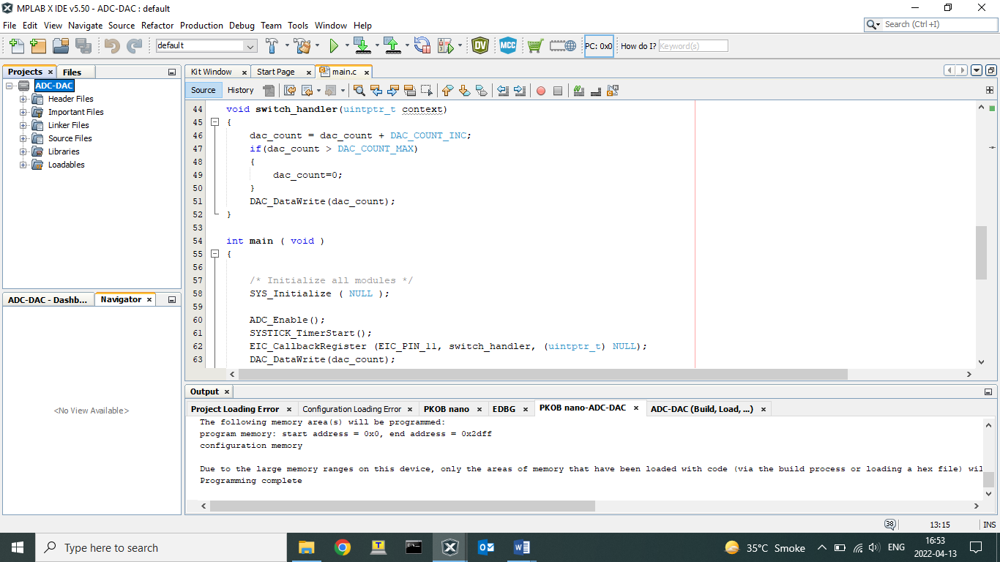 MPLAB X IDE v5.50 - ADC-DAC : default
File Edit View Navigate Source Refactor Production Debug Team Tools Window Help
Search (Ctrl+I)
default
DV
MCC
PC: 0x0
How do I? Keyword(s)
Projects
Files
ADC-DAC
Header Files
Important Files
Linker Files
Source Files
Libraries
Loadables
ADC-DAC - Dashb...
Navigator
<No View Available>
Kit Window
Start Page
main.c
Source
History
44 void switch_handler(uintptr_t context)
45 {
46 dac_count = dac_count + DAC_COUNT_INC;
47 if(dac_count > DAC_COUNT_MAX)
48 {
49 dac_count=0;
50 }
51 DAC_DataWrite(dac_count);
52 }
53
54 int main ( void )
55 {
56
57 /* Initialize all modules */
58 SYS_Initialize ( NULL );
59
60 ADC_Enable();
61 SYSTICK_TimerStart();
62 EIC_CallbackRegister (EIC_PIN_11, switch_handler, (uintptr_t) NULL);
63 DAC_DataWrite(dac_count);
Output
Project Loading Error
Configuration Loading Error
PKOB nano
EDBG
PKOB nano-ADC-DAC
ADC-DAC (Build, Load, ...)
The following memory area(s) will be programmed:
program memory: start address = 0x0, end address = 0x2dff
configuration memory
Due to the large memory ranges on this device, only the areas of memory that have been loaded with code (via the build process or loading a hex file) wil
Programming complete
38
13:15
INS
Type here to search
35°C Smoke
ENG
16:53
2022-04-13